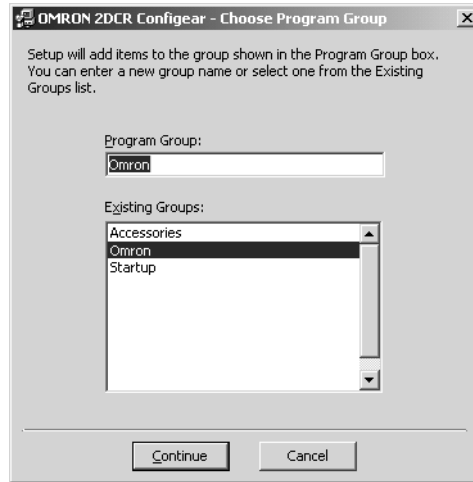 OMRON 2DCR Configear - Choose Program Group
Setup will add items to the group shown in the Program Group box.
You can enter a new group name or select one from the Existing
Groups list.
Program Group:
Omron
Existing Groups:
Accessories
Omron
Startup
Continue
Cancel